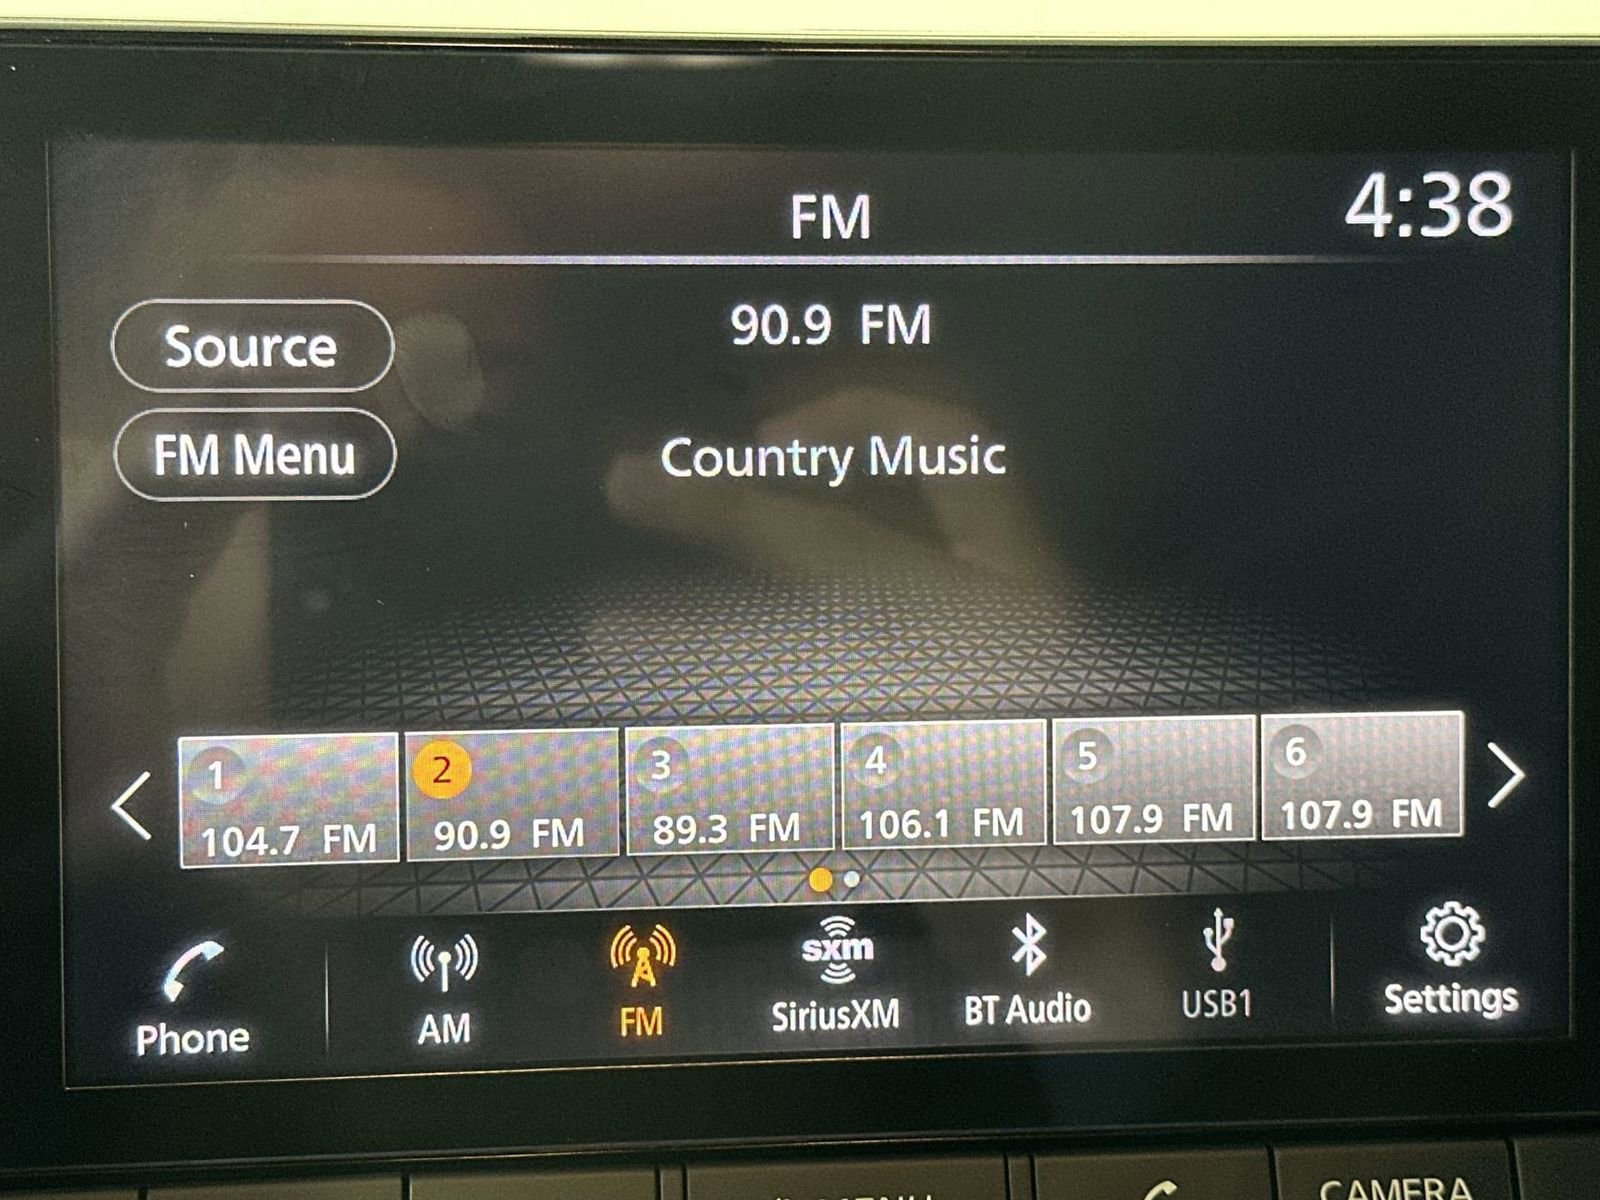 FM
4:38
Source
90.9 FM
FM Menu
Country Music
1
2
3
4
5
6
104.7 FM
90.9 FM
89.3 FM
106.1 FM
107.9 FM
107.9 FM
sxm
Phone
AM
FM
SiriusXM
BT Audio
USB1
Settings
CAMERA